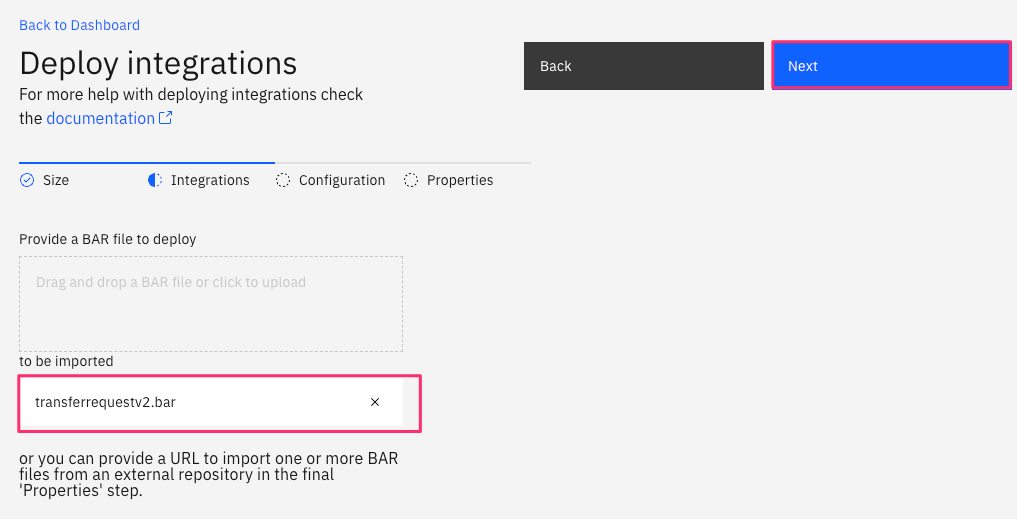 Back to Dashboard
Deploy integrations
For more help with deploying integrations check
the documentation
Back
Next
Size
Integrations
Configuration
Properties
Provide a BAR file to deploy
Drag and drop a BAR file or click to upload
to be imported
transferrequestv2.bar
or you can provide a URL to import one or more BAR
files from an external repository in the final
'Properties' step.